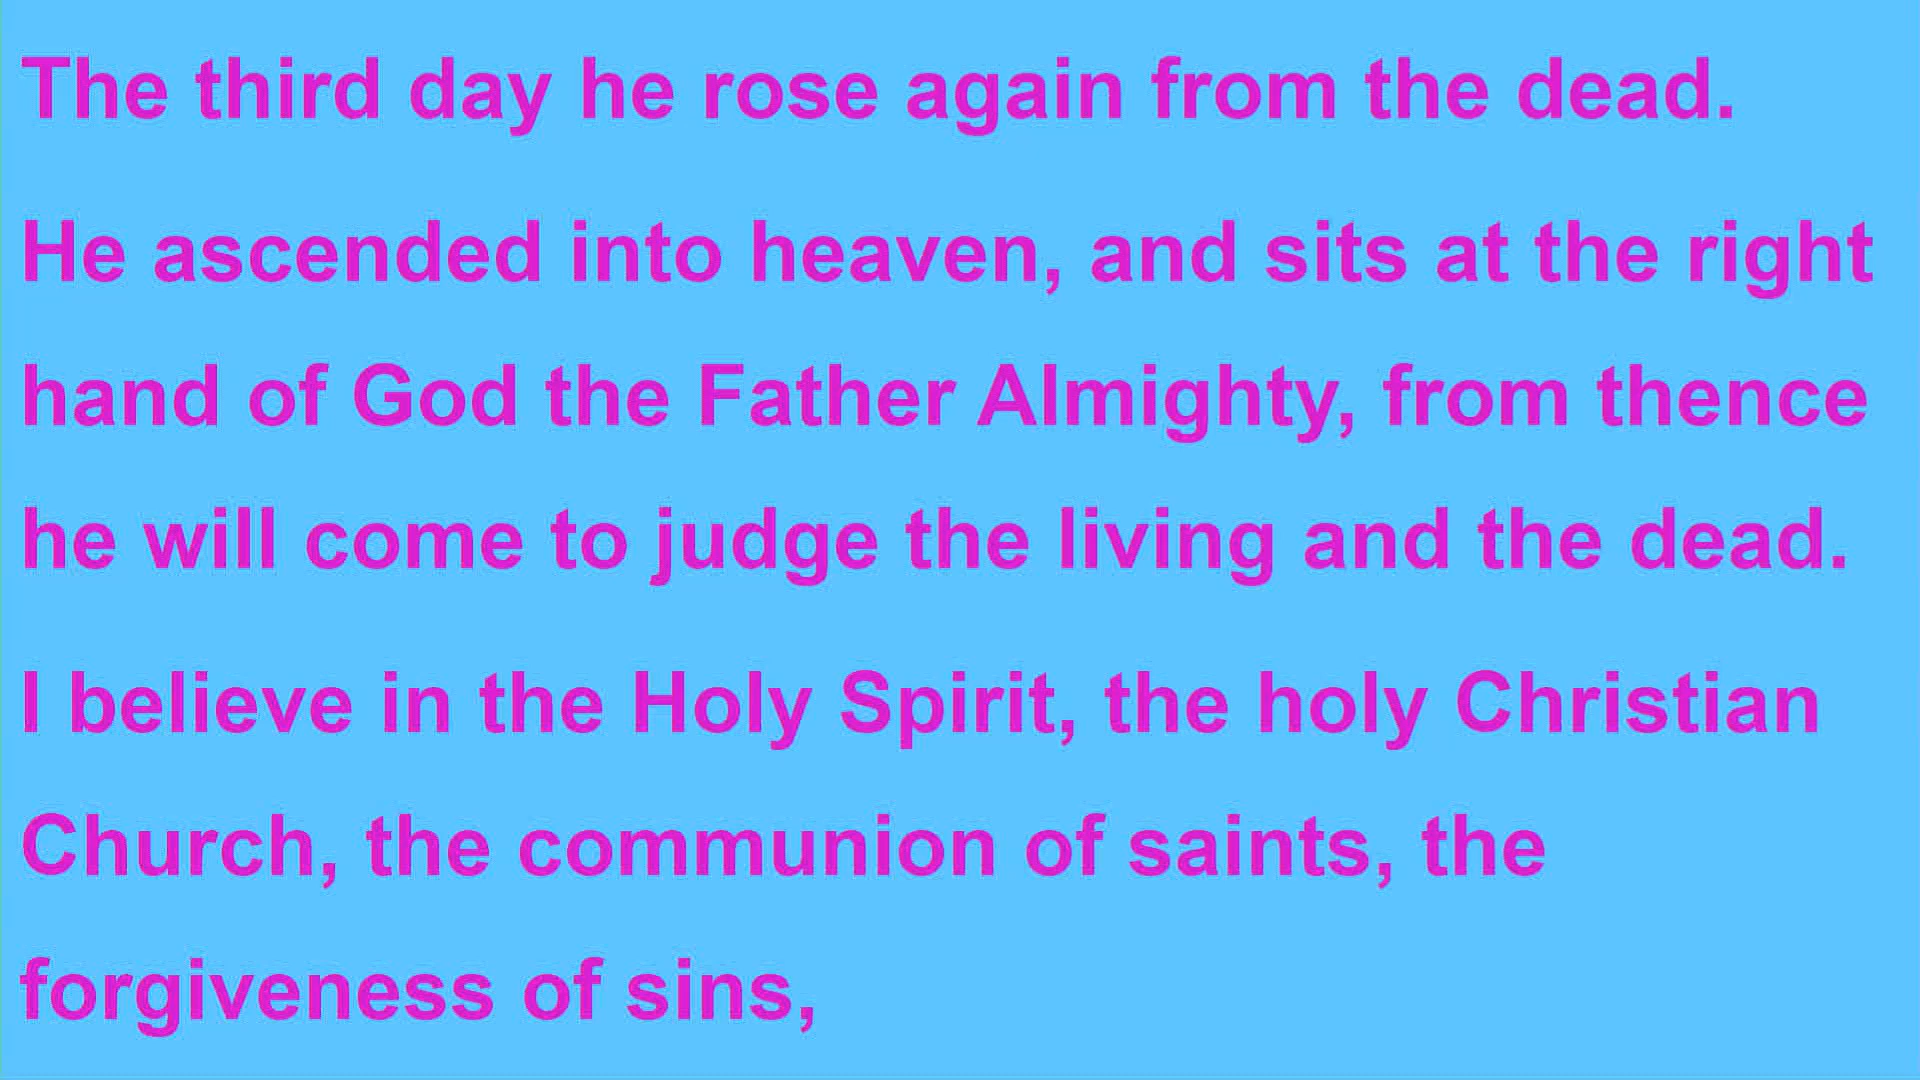 The third day he rose again from the dead.
He ascended into heaven, and sits at the right
hand of God the Father Almighty, from thence
he will come to judge the living and the dead.
I believe in the Holy Spirit, the holy Christian
Church, the communion of saints, the
forgiveness of sins,